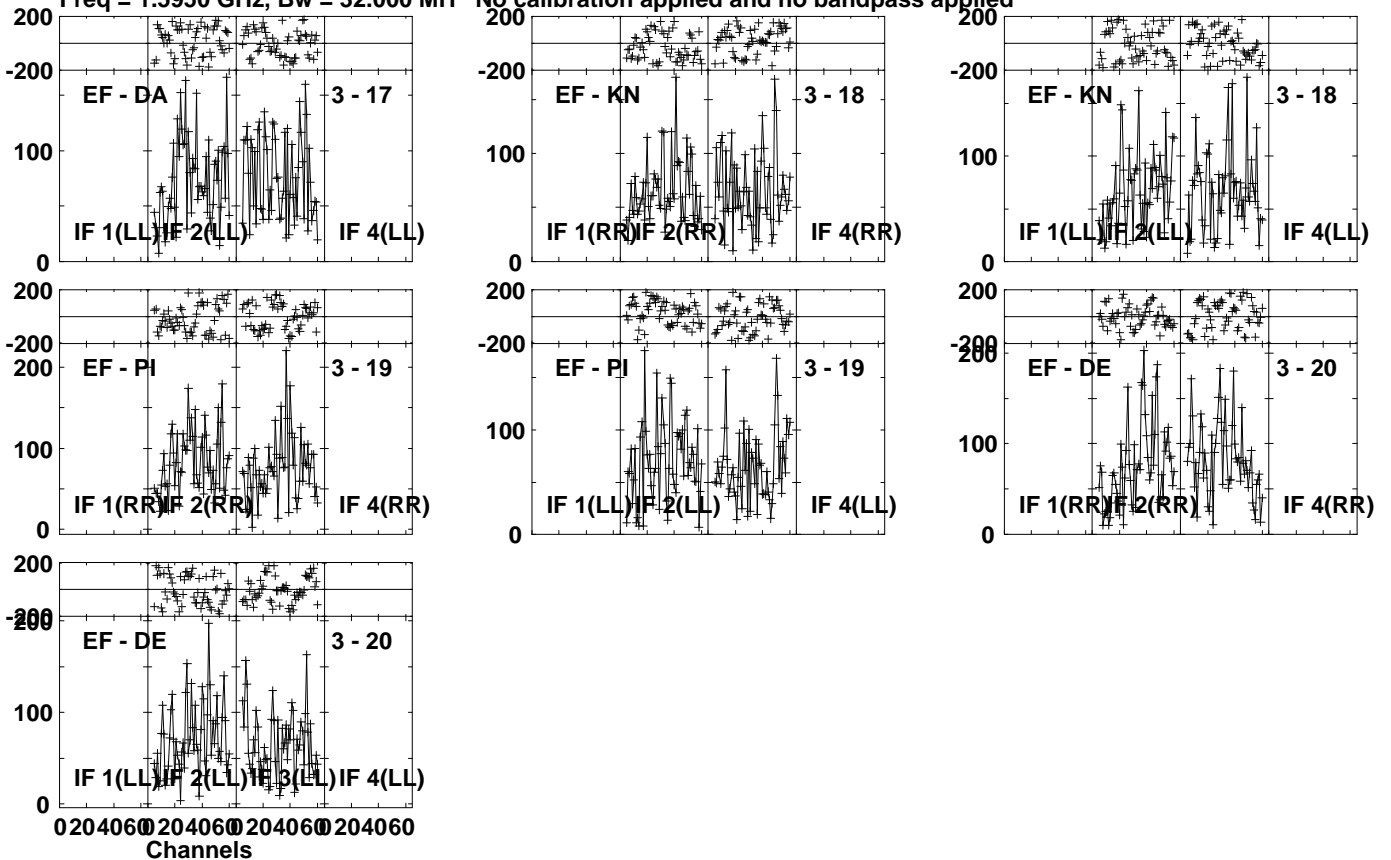 Freq = 1.5950 GHz, Bw = 32.000 MH No calibration applied and no bandpass applied
200
-200
EF - DA 3 - 17
100
IF 1(LL) IF 2(LL) IF 4(LL)
0
EF - KN 3 - 18
IF 1(RR) IF 2(RR) IF 4(RR)
200
-200
EF - KN 3 - 18
100
IF 1(LL) IF 2(LL) IF 4(LL)
0
200
-200
200
EF - PI 3 - 19
100
IF 1(RR) IF 2(RR) IF 4(RR)
0
200
-200
EF - PI 3 - 19
100
IF 1(LL) IF 2(LL) IF 4(LL)
0
200
-200
200
EF - DE 3 - 20
100
IF 1(RR) IF 2(RR) IF 4(RR)
0
200
-200
200
EF - DE 3 - 20
100
IF 1(LL) IF 2(LL) IF 3(LL) IF 4(LL)
0
0 20 40 60 0 20 40 60 0 20 40 60 0 20 40 60
Channels